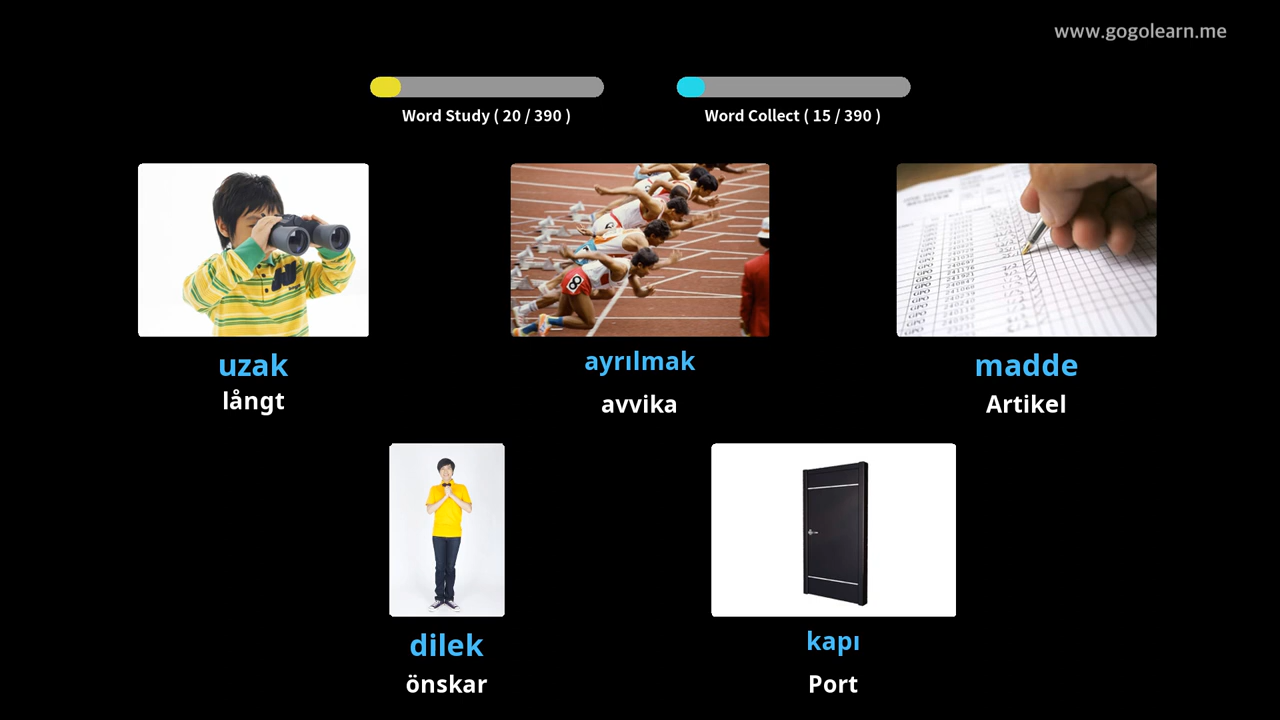 www.gogolearn.me
Word Study ( 20 / 390 )
Word Collect ( 15 / 390 )
uzak
långt
ayrılmak
avvika
madde
Artikel
dilek
önskar
kapı
Port